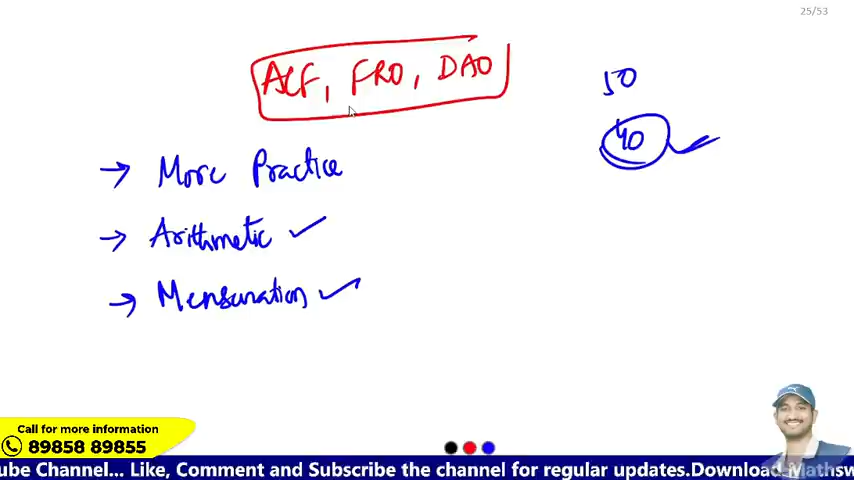 25/53
ACF, FRO, DAO
50
40
→ More Practice
→ Arithmetic ✓
→ Mensuration ✓
Call for more information
89858 89855
ube Channel... Like, Comment and Subscribe the channel for regular updates.Download Mathsw